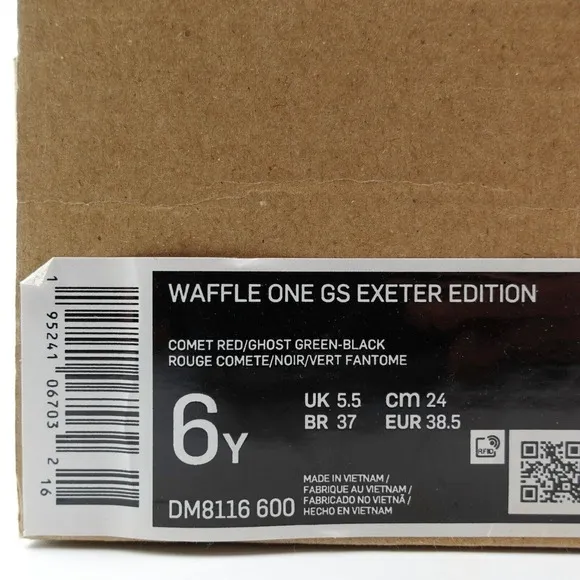 WAFFLE ONE GS EXETER EDITION
COMET RED/GHOST GREEN-BLACK
ROUGE COMETE/NOIR/VERT FANTOME
6Y
UK 5.5 cm 24
BR 37 EUR 38.5
RFID
MADE IN VIETNAM /
FABRIQUE AU VIETNAM /
FABRICADO NO VIETNÃ /
HECHO EN VIETNAM
DM8116 600
1 95241 06703 2 16